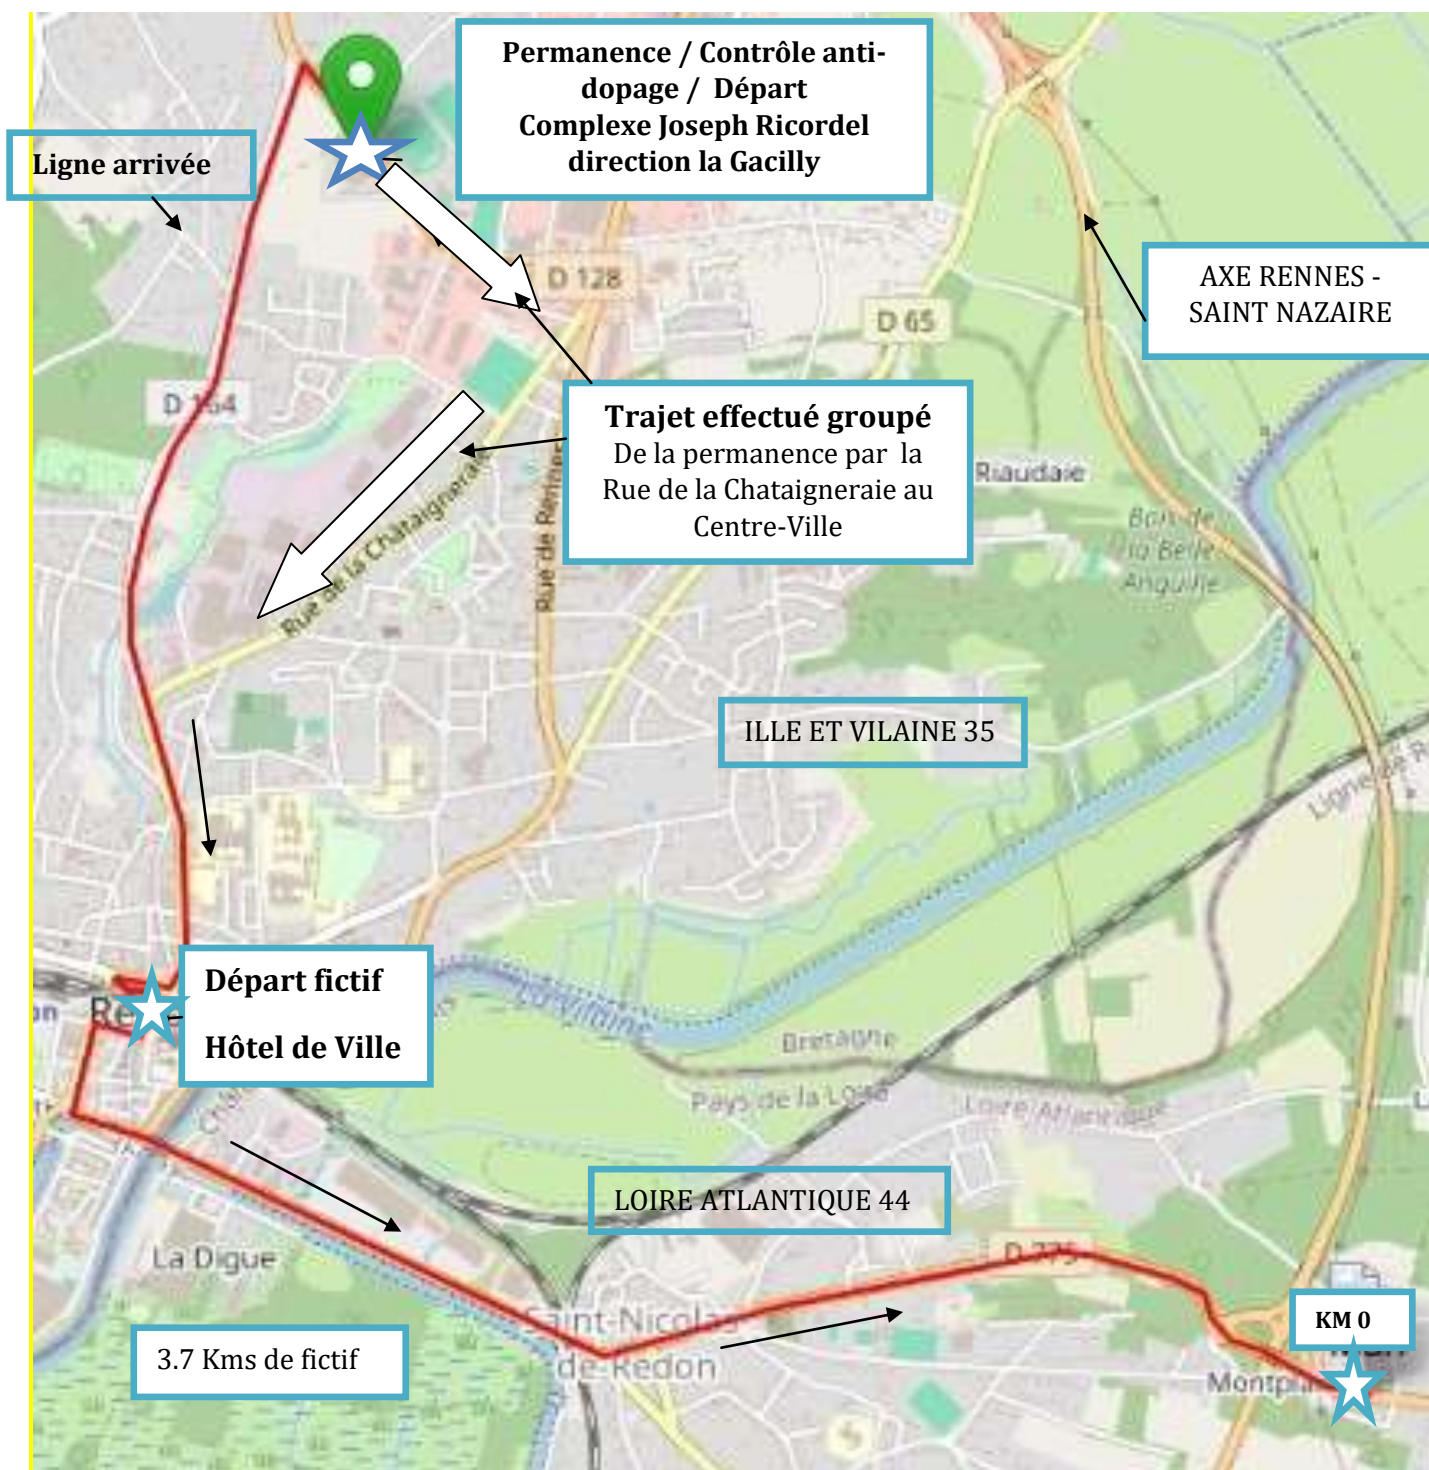 Permanence / Contrôle anti-
dopage / Départ
Complexe Joseph Ricordel
direction la Gacilly
Ligne arrivée
AXE RENNES -
SAINT NAZAIRE
D 128
D 65
D 164
Trajet effectué groupé
De la permanence par la
Rue de la Chataigneraie au
Centre-Ville
Riaudaie
Rue de Rennes
Bois de
la Belle
Anguille
Rue de la Châtaigneraie
ILLE ET VILAINE 35
Ligne de R
Départ fictif
Hôtel de Ville
Re
La Vilaine
Bretagne
Pays de la Loire
Loire-Atlantique
LOIRE ATLANTIQUE 44
La Digue
D 775
Saint-Nicolas
-de-Redon
KM 0
3.7 Kms de fictif
Montp